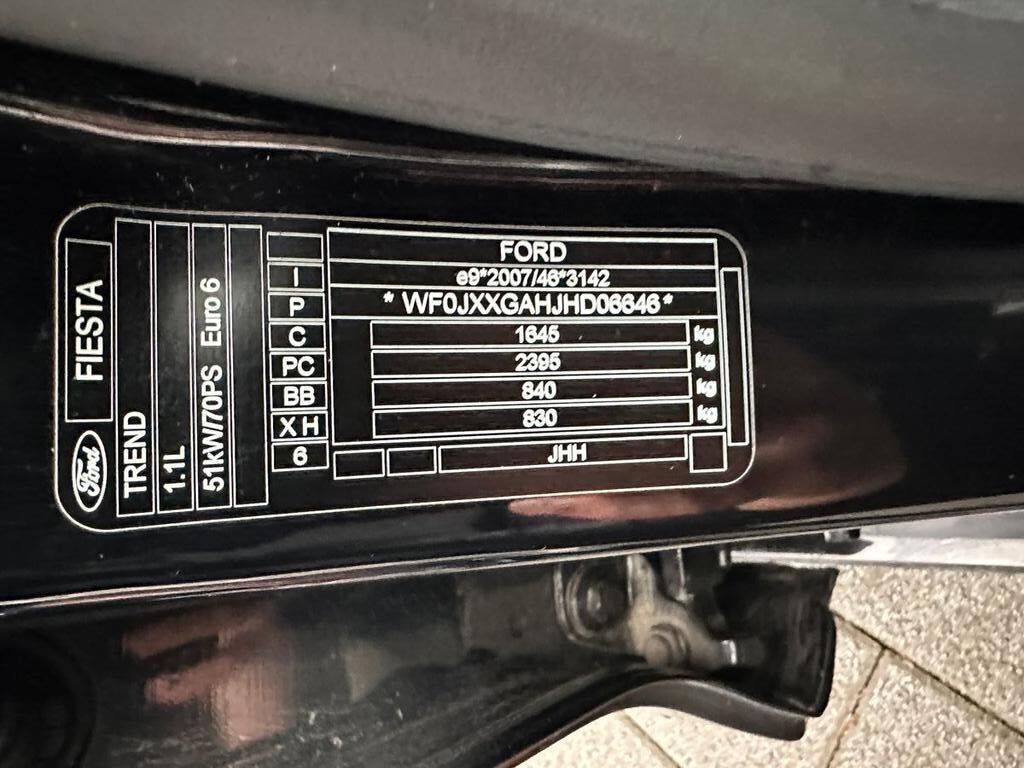 Ford
FIESTA
TREND
1.1L
51kW/70PS Euro 6
I
P
C
PC
BB
X H
6
FORD
e9*2007/46*3142
* WF0JXXGAHJHD06646 *
1645 kg
2395 kg
840 kg
830 kg
JHH